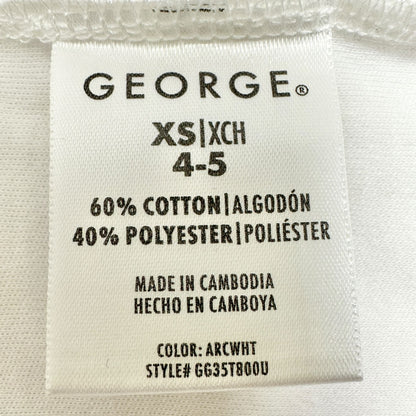 GEORGE®
XS|XCH
4-5
60% COTTON|ALGODÓN
40% POLYESTER|POLIÉSTER
MADE IN CAMBODIA
HECHO EN CAMBOYA
COLOR: ARCWHT
STYLE# GG35T800U